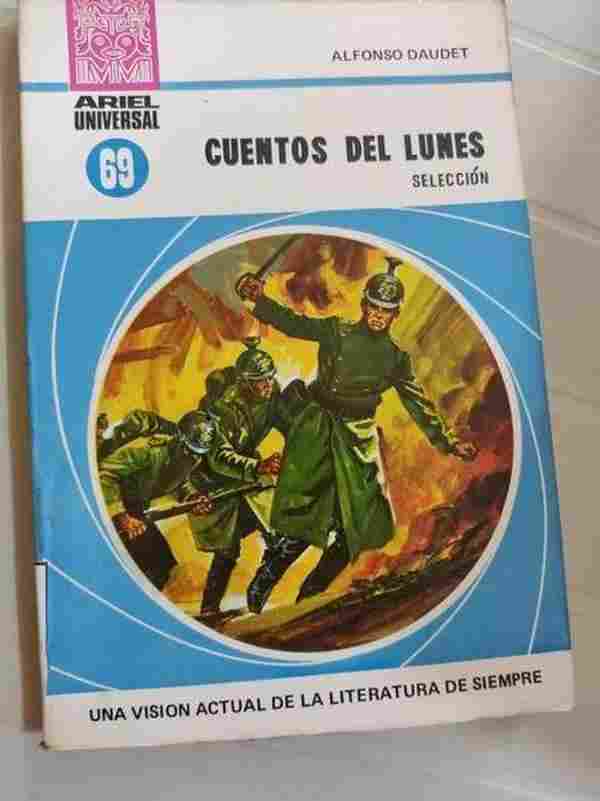 ALFONSO DAUDET
ARIEL
UNIVERSAL
69
CUENTOS DEL LUNES
SELECCIÓN
UNA VISION ACTUAL DE LA LITERATURA DE SIEMPRE